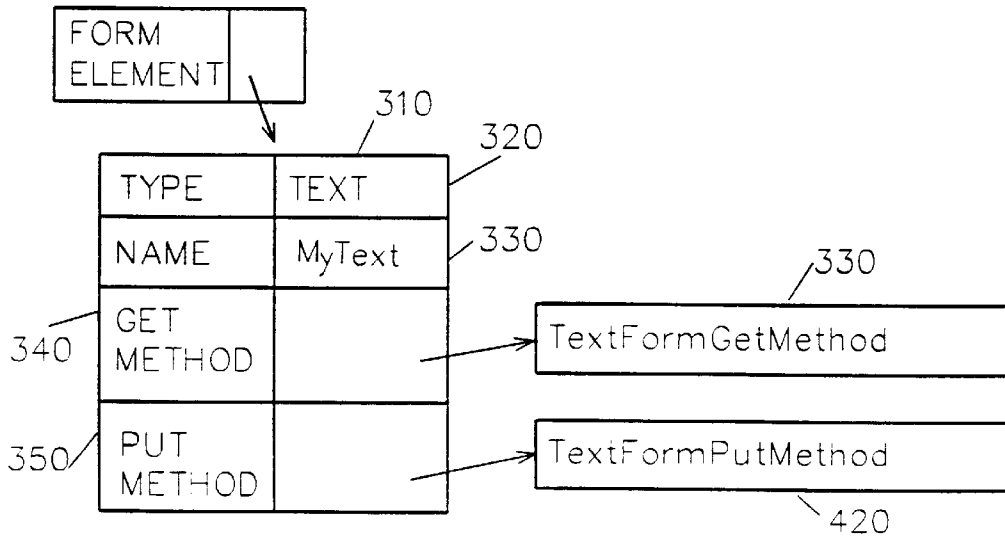 FORM
ELEMENT
310
320
TYPE TEXT
NAME MyText
330
330
GET
METHOD
340
TextFormGetMethod
PUT
METHOD
350
TextFormPutMethod
420